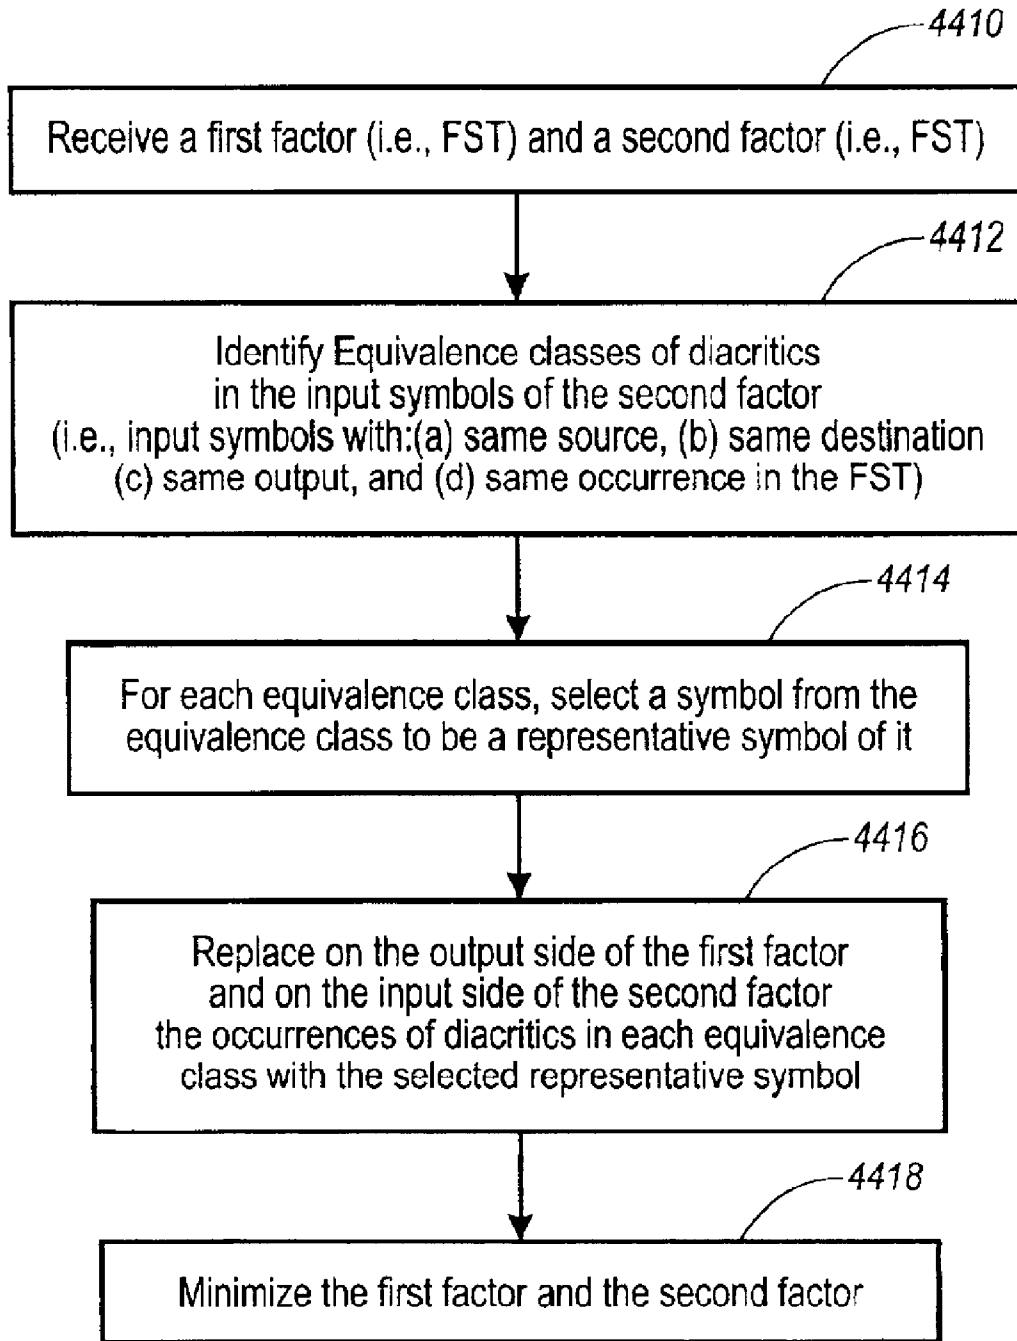 4410
Receive a first factor (i.e., FST) and a second factor (i.e., FST)
4412
Identify Equivalence classes of diacritics
in the input symbols of the second factor
(i.e., input symbols with:(a) same source, (b) same destination
(c) same output, and (d) same occurrence in the FST)
4414
For each equivalence class, select a symbol from the
equivalence class to be a representative symbol of it
4416
Replace on the output side of the first factor
and on the input side of the second factor
the occurrences of diacritics in each equivalence
class with the selected representative symbol
4418
Minimize the first factor and the second factor